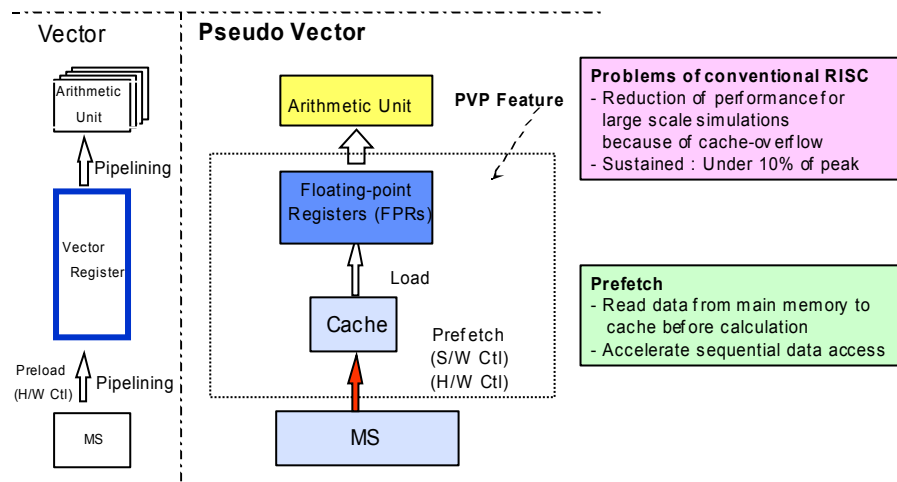 Vector
Arithmetic
Unit
Pipelining
Vector
Register
Preload
(H/W Ctl)
Pipelining
MS
Pseudo Vector
Arithmetic Unit
PVP Feature
Floating-point
Registers (FPRs)
Load
Cache
Prefetch
(S/W Ctl)
(H/W Ctl)
MS
Problems of conventional RISC
- Reduction of performance for
large scale simulations
because of cache-overflow
- Sustained : Under 10% of peak
Prefetch
- Read data from main memory to
cache before calculation
- Accelerate sequential data access